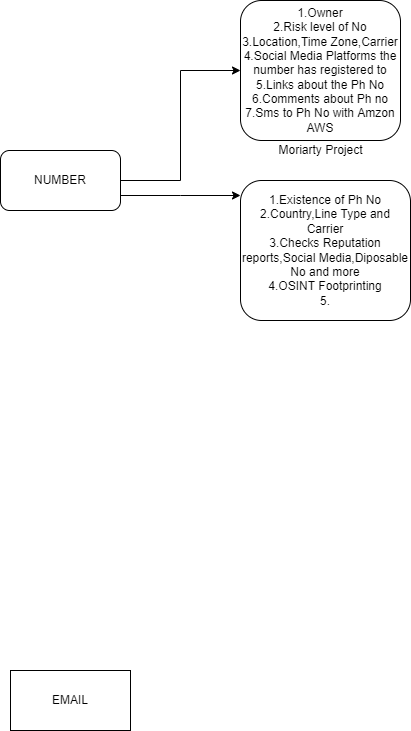 1.Owner
2.Risk level of No
3.Location,Time Zone,Carrier
4.Social Media Platforms the
number has registered to
5.Links about the Ph No
6.Comments about Ph no
7.Sms to Ph No with Amzon
AWS
Moriarty Project
NUMBER
1.Existence of Ph No
2.Country,Line Type and
Carrier
3.Checks Reputation
reports,Social Media,Diposable
No and more
4.OSINT Footprinting
5.
EMAIL